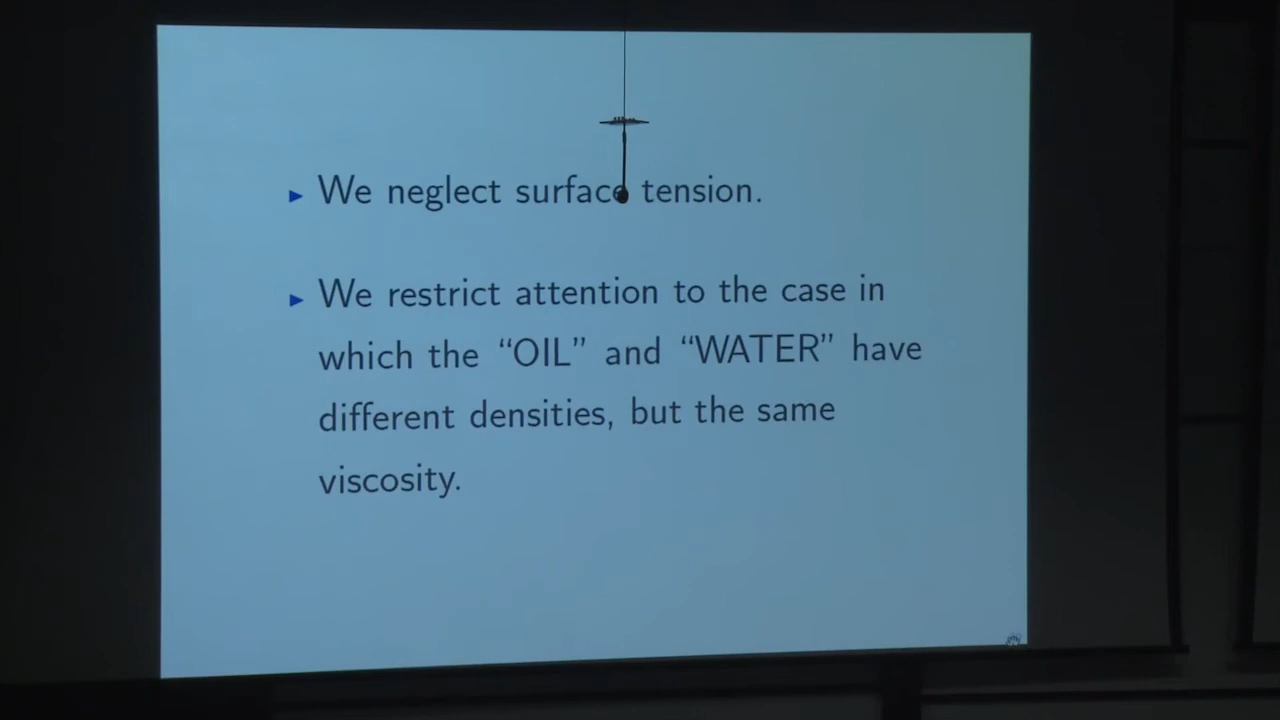 ► We neglect surface tension.
► We restrict attention to the case in
which the “OIL” and “WATER” have
different densities, but the same
viscosity.